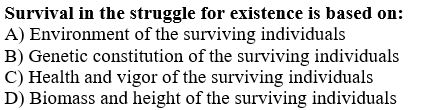 Survival in the struggle for existence is based on:
A) Environment of the surviving individuals
B) Genetic constitution of the surviving individuals
C) Health and vigor of the surviving individuals
D) Biomass and height of the surviving individuals